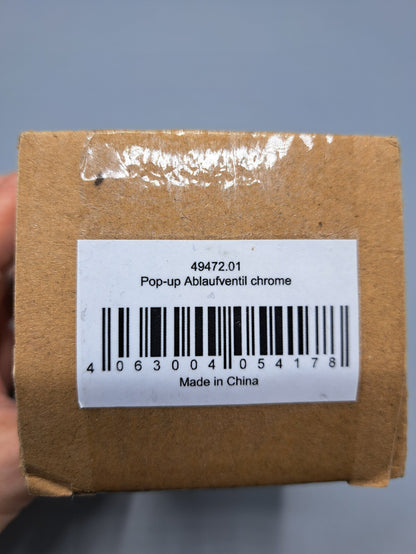 49472.01
Pop-up Ablaufventil chrome
4 063004 054178
Made in China